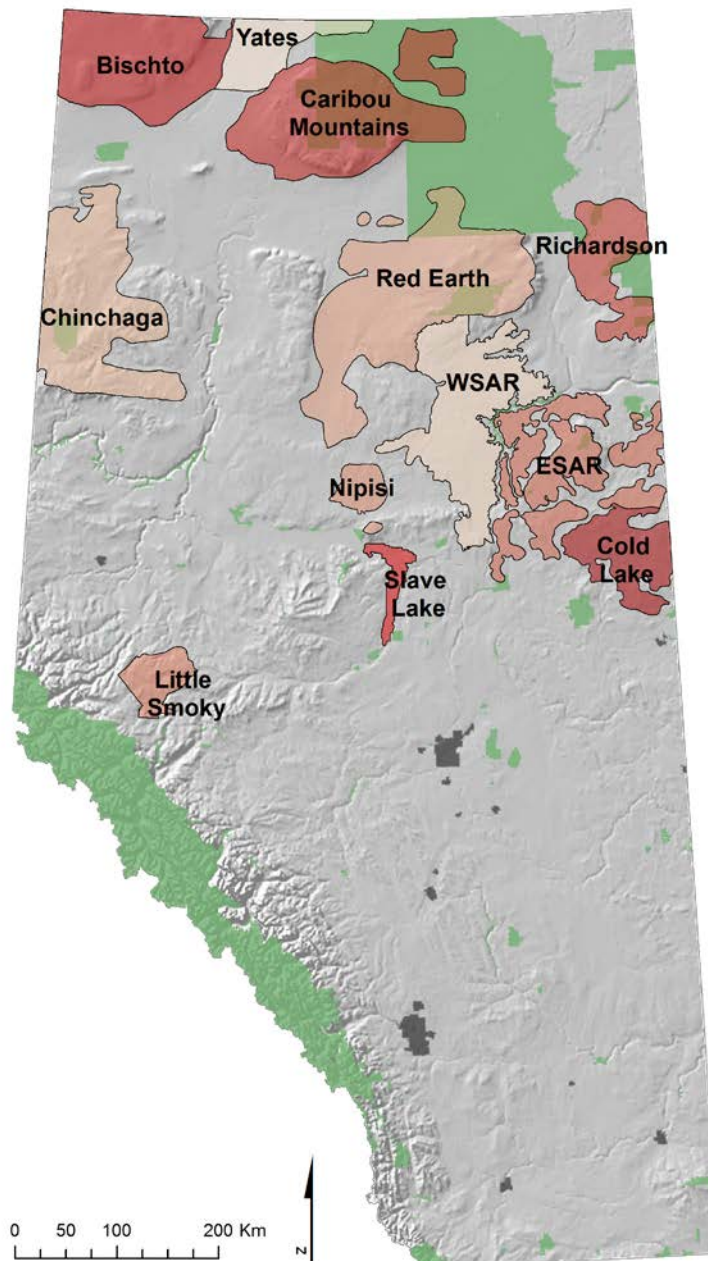 Yates
Bischto
Caribou
Mountains
Richardson
Red Earth
Chinchaga
WSAR
ESAR
Nipisi
Cold
Lake
Slave
Lake
Little
Smoky
0 50 100 200 Km
N